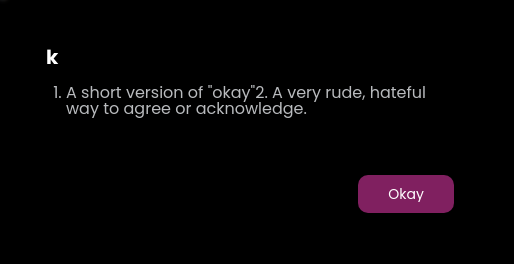 k
1. A short version of "okay"2. A very rude, hateful
way to agree or acknowledge.
Okay